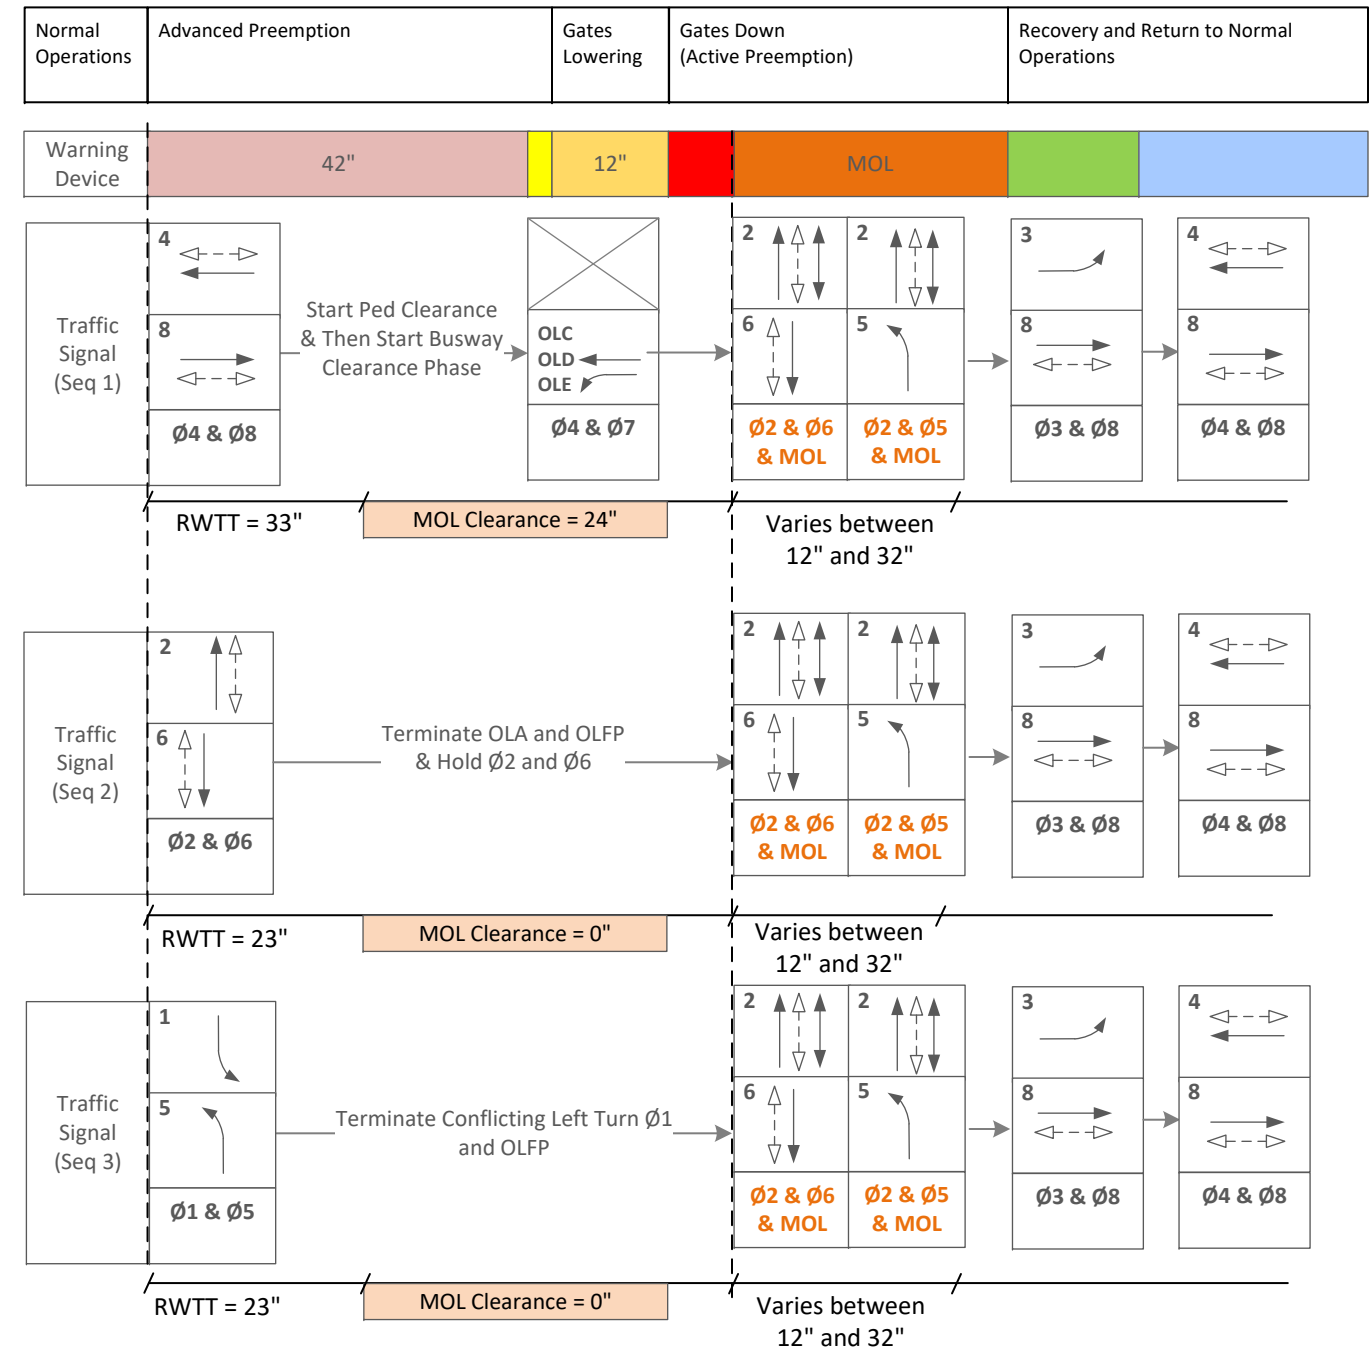 Normal
Operations
Advanced Preemption
Gates
Lowering
Gates Down
(Active Preemption)
Recovery and Return to Normal
Operations
Warning
Device
42"
12"
MOL
Traffic
Signal
(Seq 1)
4
8
Ø4 & Ø8
Start Ped Clearance
& Then Start Busway
Clearance Phase
OLC
OLD
OLE
Ø4 & Ø7
2
6
Ø2 & Ø6
& MOL
2
5
Ø2 & Ø5
& MOL
3
8
Ø3 & Ø8
4
8
Ø4 & Ø8
RWTT = 33"
MOL Clearance = 24"
Varies between
12" and 32"
Traffic
Signal
(Seq 2)
2
6
Ø2 & Ø6
Terminate OLA and OLFP
& Hold Ø2 and Ø6
2
6
Ø2 & Ø6
& MOL
2
5
Ø2 & Ø5
& MOL
3
8
Ø3 & Ø8
4
8
Ø4 & Ø8
RWTT = 23"
MOL Clearance = 0"
Varies between
12" and 32"
Traffic
Signal
(Seq 3)
1
5
Ø1 & Ø5
Terminate Conflicting Left Turn Ø1
and OLFP
2
6
Ø2 & Ø6
& MOL
2
5
Ø2 & Ø5
& MOL
3
8
Ø3 & Ø8
4
8
Ø4 & Ø8
RWTT = 23"
MOL Clearance = 0"
Varies between
12" and 32"